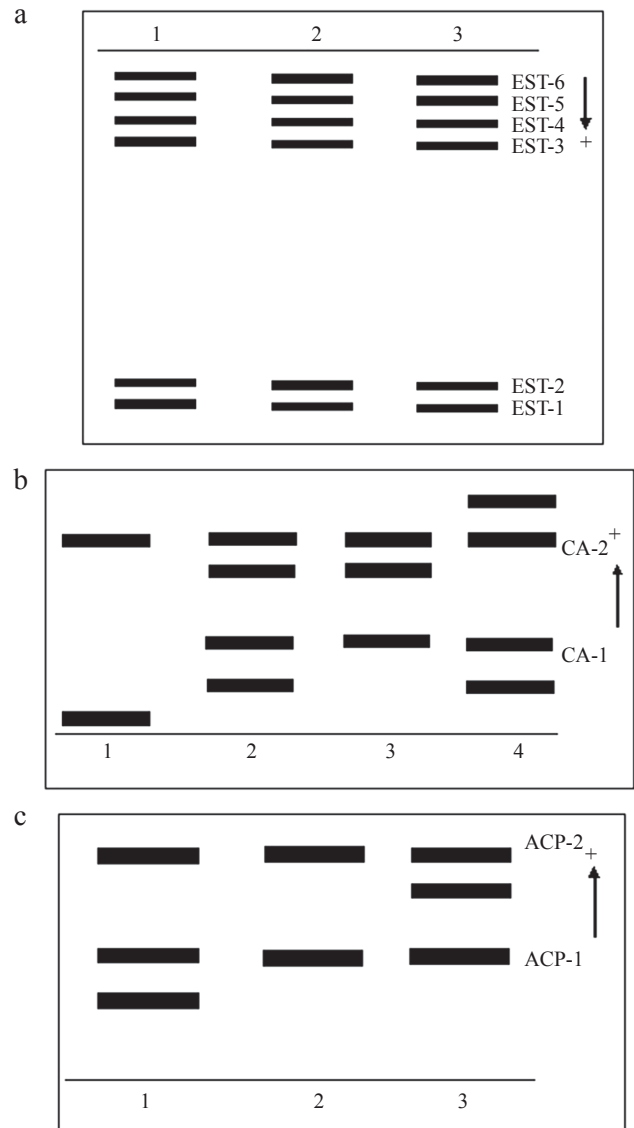 a
1 2 3
EST-6
EST-5
EST-4
EST-3 +
EST-2
EST-1
b
CA-2 +
CA-1
1 2 3 4
c
ACP-2 +
ACP-1
1 2 3